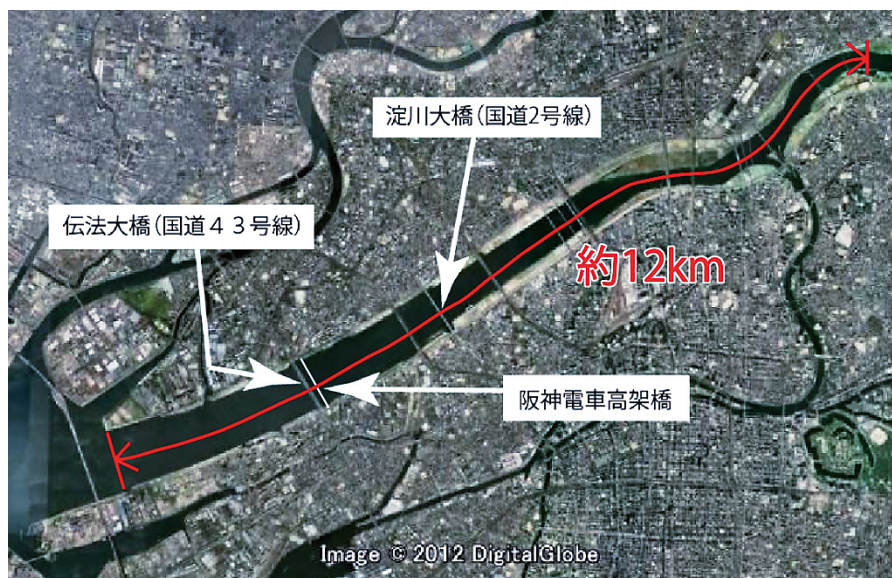 淀川大橋（国道2号線）
伝法大橋（国道４３号線）
約12km
阪神電車高架橋
Image © 2012 DigitalGlobe